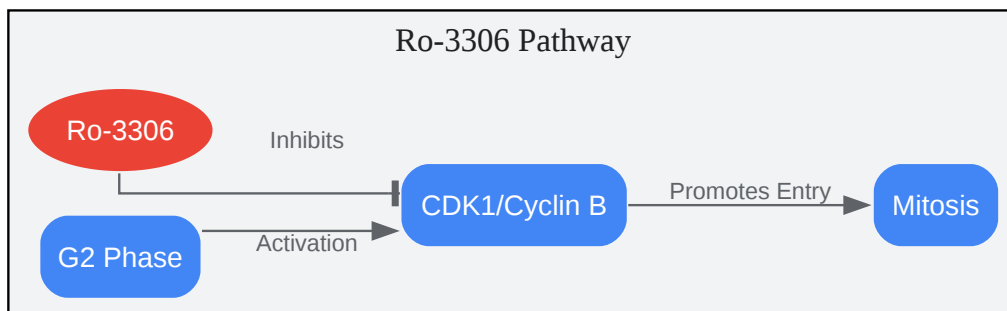 Ro-3306 Pathway
Ro-3306
Inhibits
CDK1/Cyclin B
Promotes Entry
Mitosis
G2 Phase
Activation